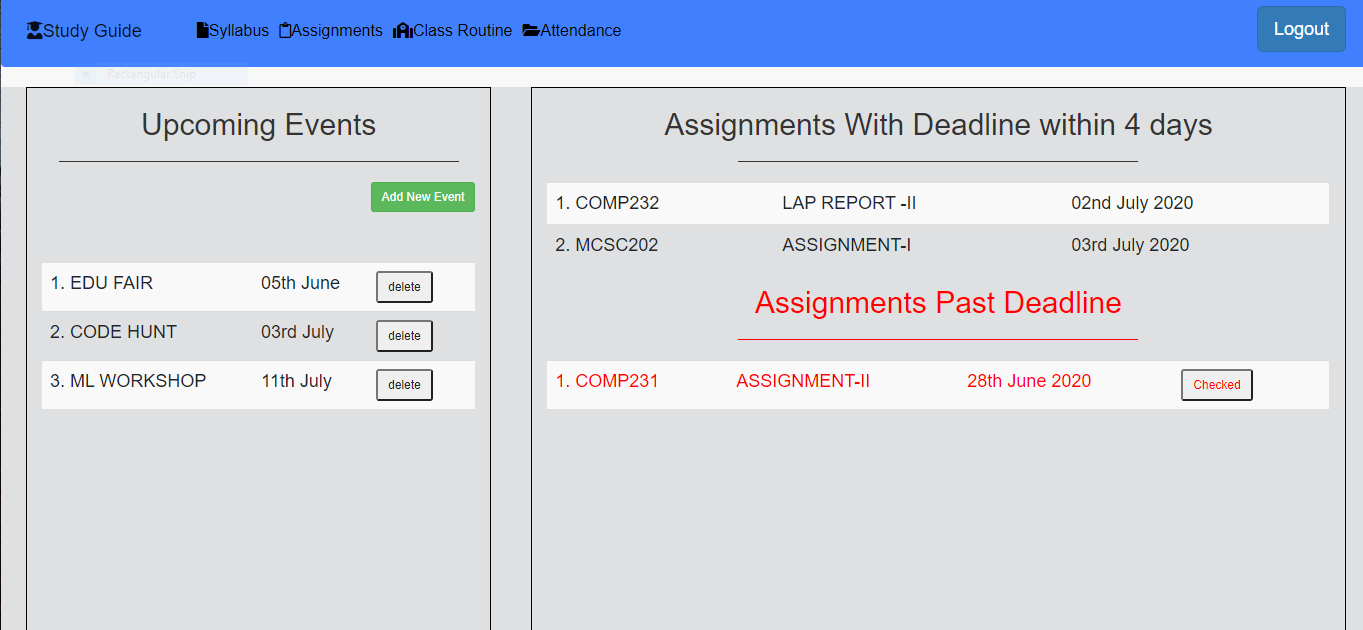 Study Guide Syllabus Assignments Class Routine Attendance Logout
Rectangular Snip
Upcoming Events
Add New Event
1. EDU FAIR 05th June delete
2. CODE HUNT 03rd July delete
3. ML WORKSHOP 11th July delete
Assignments With Deadline within 4 days
1. COMP232 LAP REPORT -II 02nd July 2020
2. MCSC202 ASSIGNMENT-I 03rd July 2020
Assignments Past Deadline
1. COMP231 ASSIGNMENT-II 28th June 2020 Checked